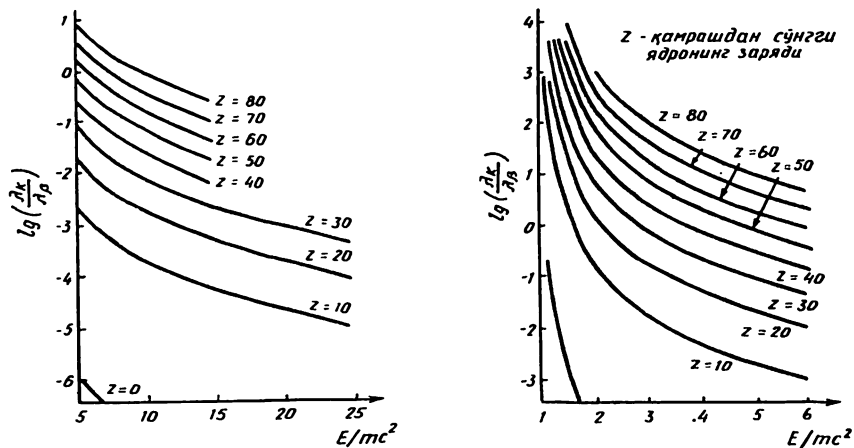 lg(λк/λβ)
1
0
-1
-2
-3
-4
-5
-6
z = 80
z = 70
z = 60
z = 50
z = 40
z = 30
z = 20
z = 10
z=0
5
10
15
20
25
E/mc²
z - қамрашдан сўнгги
ядронинг заряди
lg(λк/λβ)
4
3
2
1
0
-1
-2
-3
z = 80
z = 70
z = 60
z = 50
z = 40
z = 30
z = 20
z = 10
1
.2
.3
.4
5
6
E/mc²